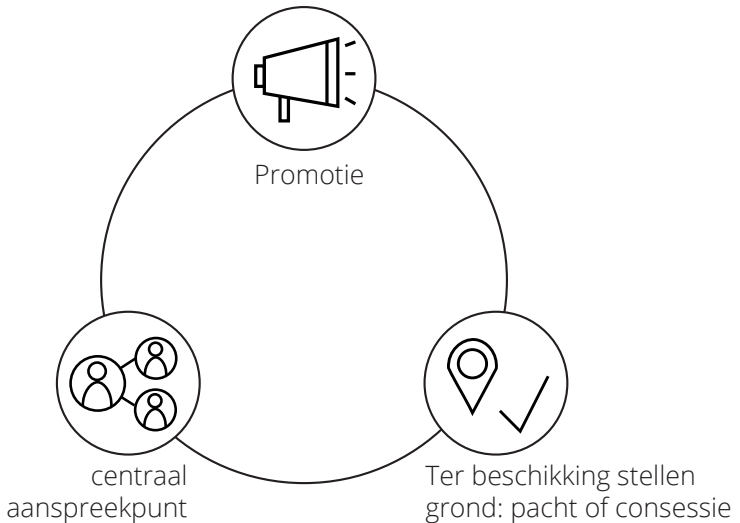 Promotie
centraal
aanspreekpunt
Ter beschikking stellen
grond: pacht of consessie